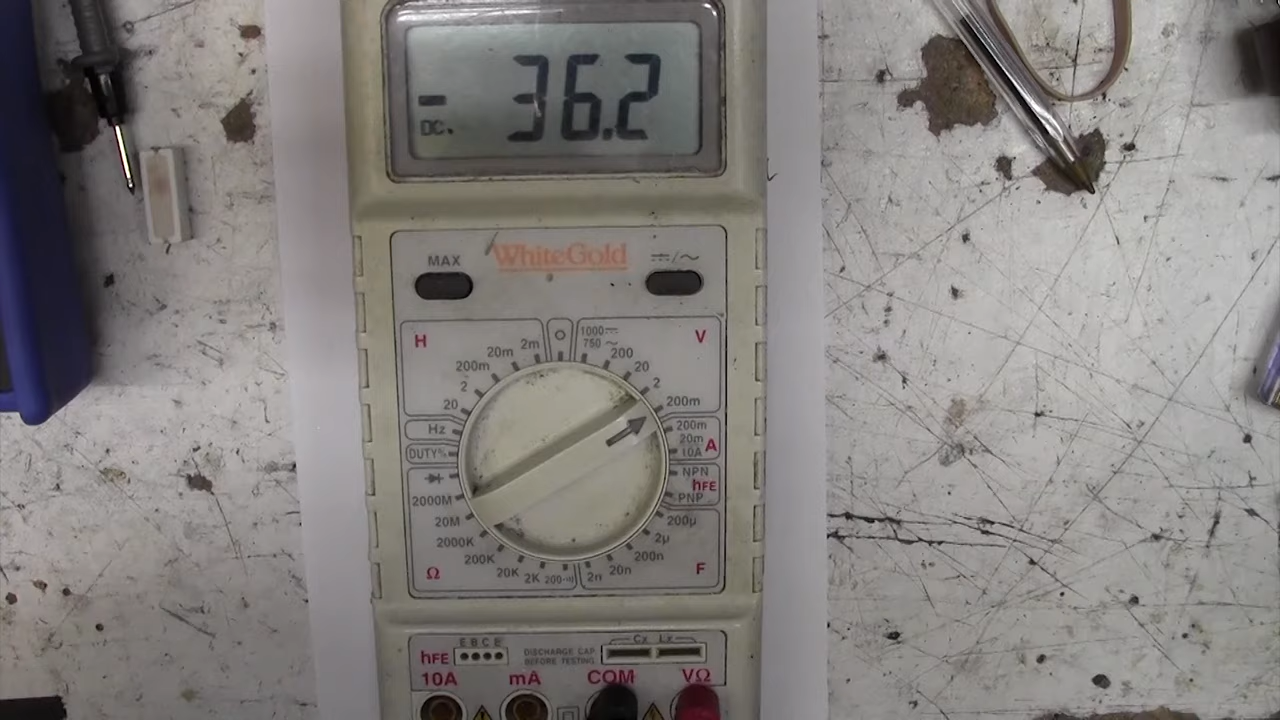 - 36.2
DC.
WhiteGold
MAX
⎓/~
H
V
2m
1000⎓
750 ~
20m
200
200m
20
2
2
20
200m
Hz
200m
20m
10A
A
DUTY%
NPN
hFE
PNP
2000M
20M
200µ
2000K
2µ
200K
200n
20K
20n
2K
200
2n
Ω
F
E B C E
hFE
DISCHARGE CAP
BEFORE TESTING
Cx Lx
10A
mA
COM
VΩ